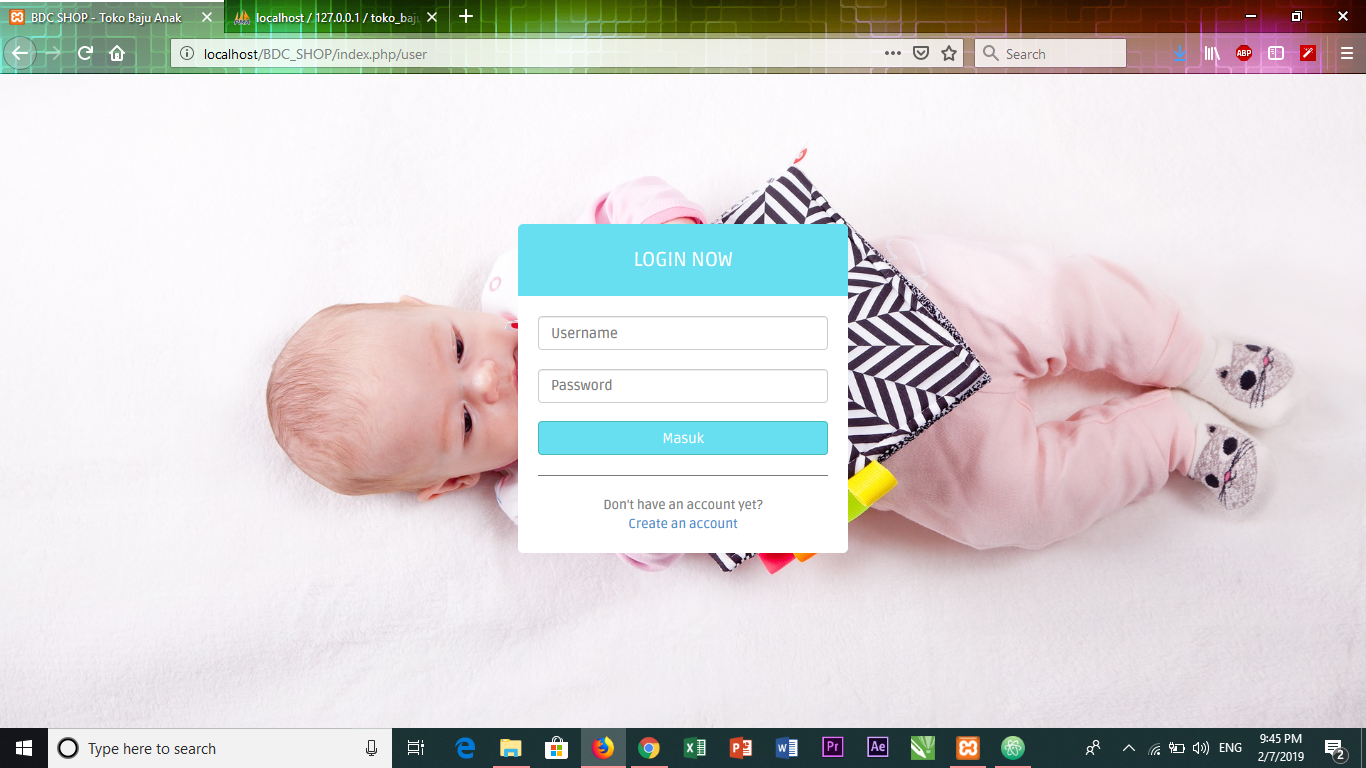 BDC SHOP - Toko Baju Anak
localhost / 127.0.0.1 / toko_baju
localhost/BDC_SHOP/index.php/user
Search
ABP
LOGIN NOW
Username
Password
Masuk
Don't have an account yet?
Create an account
Type here to search
Pr
Ae
ENG
9:45 PM
2/7/2019
2